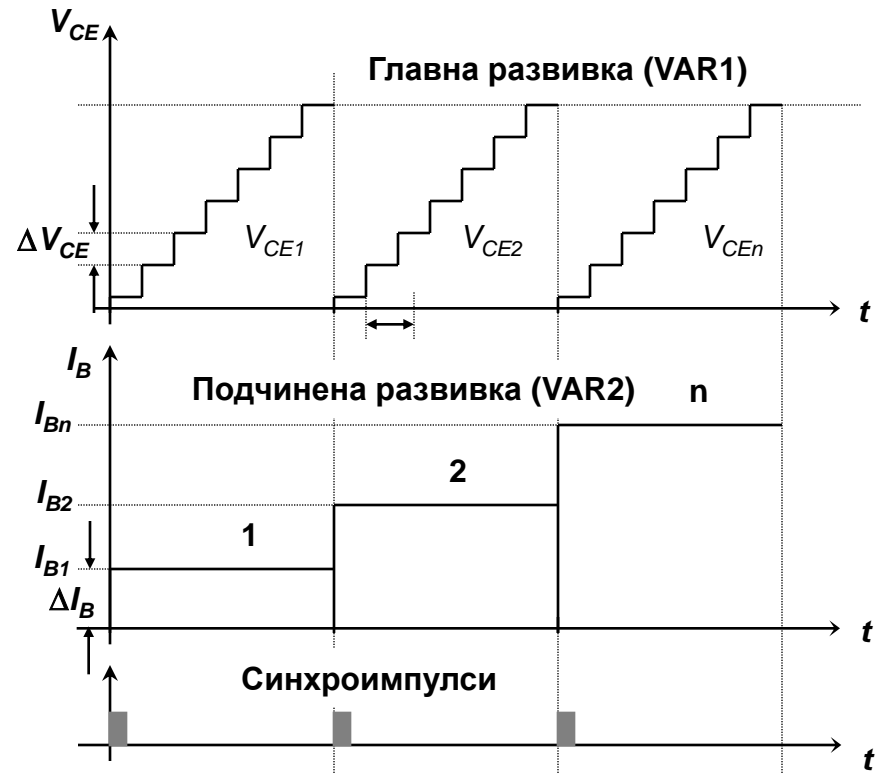 V_CE
Главна развивка (VAR1)
ΔV_CE
V_CE1
V_CE2
V_CEn
t
I_B
Подчинена развивка (VAR2)
n
I_Bn
2
I_B2
1
I_B1
ΔI_B
t
Синхроимпулси
t